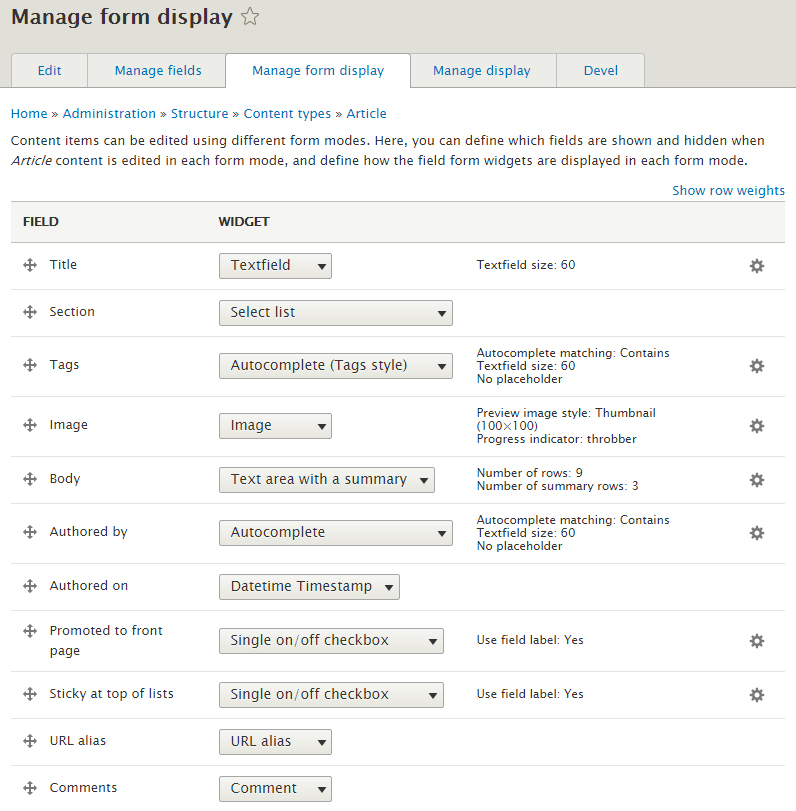 Manage form display
Edit Manage fields Manage form display Manage display Devel
Home » Administration » Structure » Content types » Article
Content items can be edited using different form modes. Here, you can define which fields are shown and hidden when
Article content is edited in each form mode, and define how the field form widgets are displayed in each form mode.
Show row weights
FIELD WIDGET
Title Textfield Textfield size: 60
Section Select list
Autocomplete matching: Contains
Tags Autocomplete (Tags style) Textfield size: 60
No placeholder
Preview image style: Thumbnail
Image Image (100×100)
Progress indicator: throbber
Body Text area with a summary Number of rows: 9
Number of summary rows: 3
Autocomplete matching: Contains
Authored by Autocomplete Textfield size: 60
No placeholder
Authored on Datetime Timestamp
Promoted to front
page Single on/off checkbox Use field label: Yes
Sticky at top of lists Single on/off checkbox Use field label: Yes
URL alias URL alias
Comments Comment